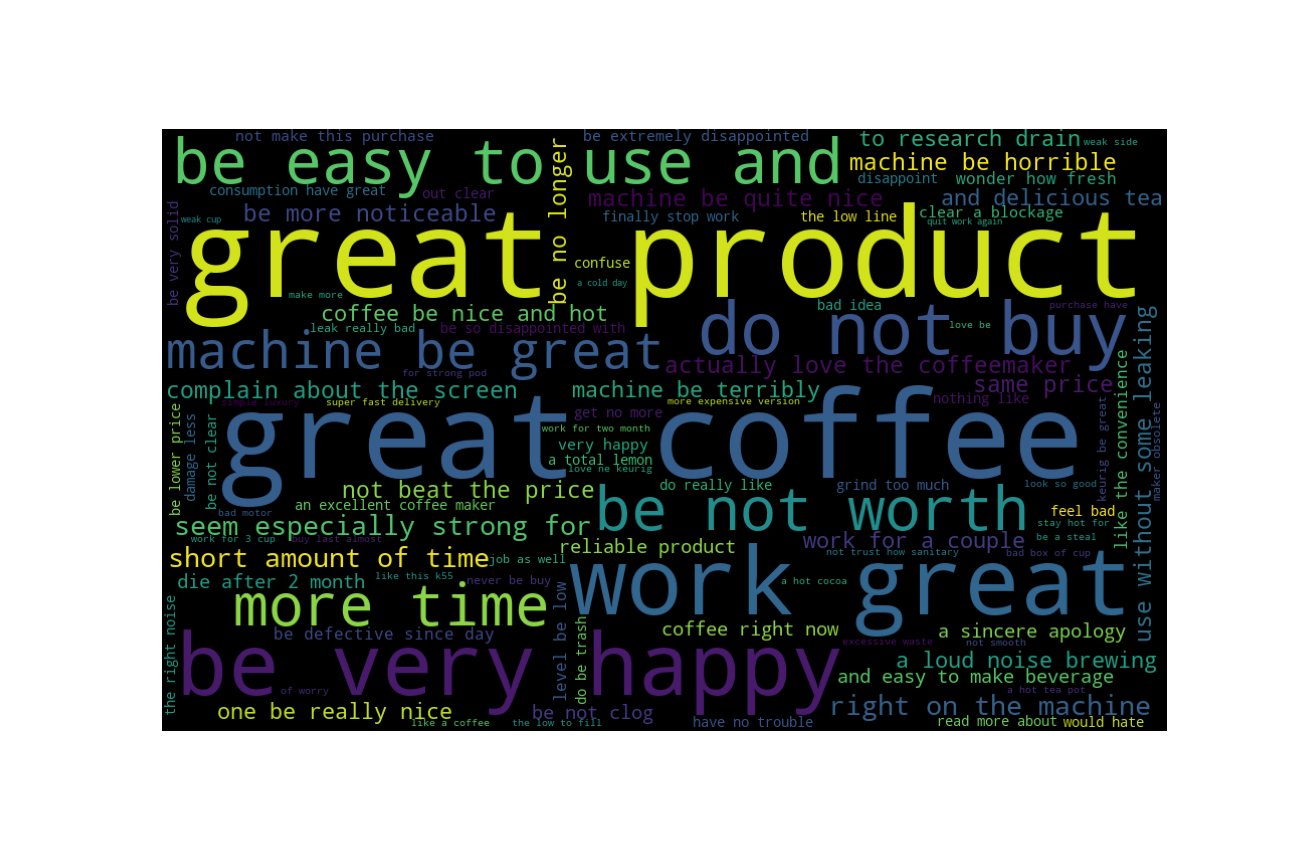 not make this purchase
be extremely disappointed
to research drain
weak side
be easy to use and
be no longer
machine be horrible
consumption have great
out clear
disappoint
wonder how fresh
machine be quite nice
and delicious tea
be very solid
weak cup
be more noticeable
finally stop work
the low line
clear a blockage
quit work again
great product
confuse
a cold day
make more
coffee be nice and hot
bad idea
purchase have
leak really bad
be so disappointed with
do not buy
love be
use without some leaking
machine be great
actually love the coffeemaker
like the convenience
for strong pod
complain about the screen
machine be terribly
same price
nothing like
simple luxury
super fast delivery
more expensive version
be lower price
damage less
be not clear
great coffee
get no more
keurig be great
maker obsolete
work for two month
very happy
a total lemon
love ne keurig
not beat the price
do really like
grind too much
look so good
an excellent coffee maker
bad motor
be not worth
feel bad
seem especially strong for
stay hot for
work for 3 cup
buy last almost
reliable product
work for a couple
be a steal
short amount of time
job as well
not trust how sanitary
bad box of cup
die after 2 month
like this k55
never be buy
work great
a hot cocoa
more time
level be low
do be trash
the right noise
be defective since day
coffee right now
a sincere apology
excessive waste
not smooth
be very happy
a loud noise brewing
and easy to make beverage
of worry
a hot tea pot
one be really nice
be not clog
right on the machine
like a coffee
the low to fill
have no trouble
read more about
would hate